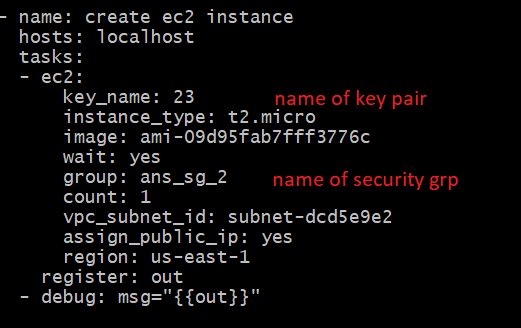 - name: create ec2 instance
  hosts: localhost
  tasks:
  - ec2:
      key_name: 23 name of key pair
      instance_type: t2.micro
      image: ami-09d95fab7fff3776c
      wait: yes
      group: ans_sg_2 name of security grp
      count: 1
      vpc_subnet_id: subnet-dcd5e9e2
      assign_public_ip: yes
      region: us-east-1
    register: out
  - debug: msg="{{out}}"